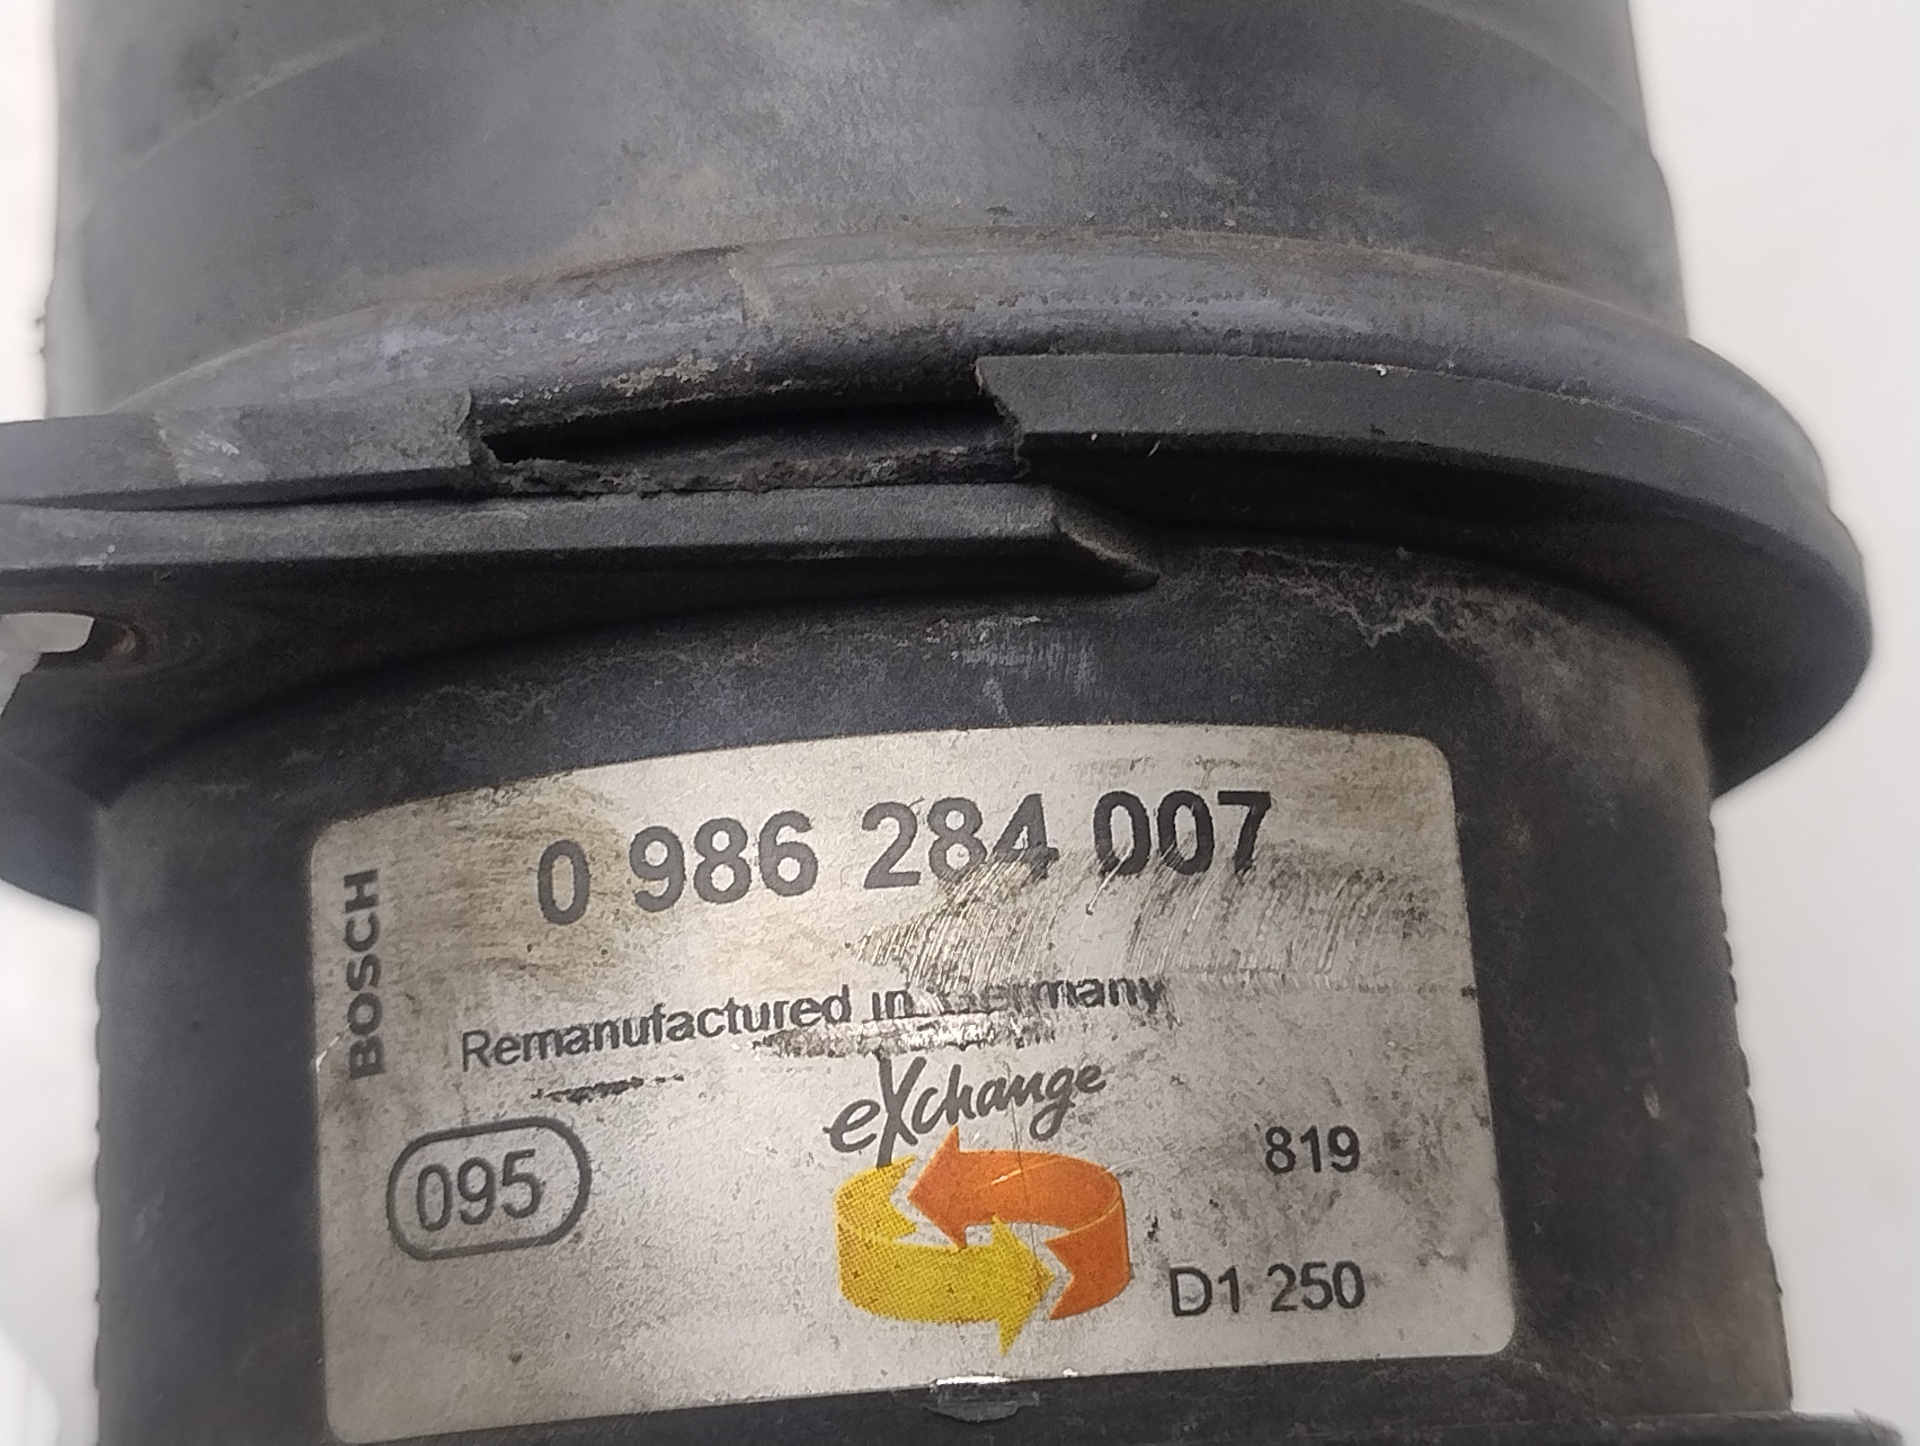 BOSCH
0 986 284 007
Remanufactured in Germany
eXchange
095
819
D1 250